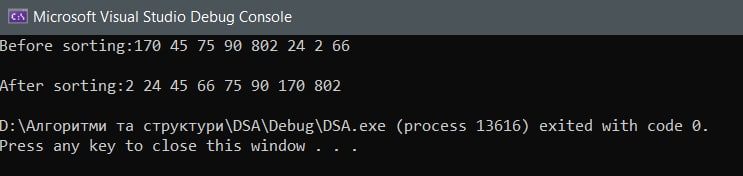 Microsoft Visual Studio Debug Console
Before sorting:170 45 75 90 802 24 2 66
After sorting:2 24 45 66 75 90 170 802
D:\Алгоритми та структури\DSA\Debug\DSA.exe (process 13616) exited with code 0.
Press any key to close this window . . .